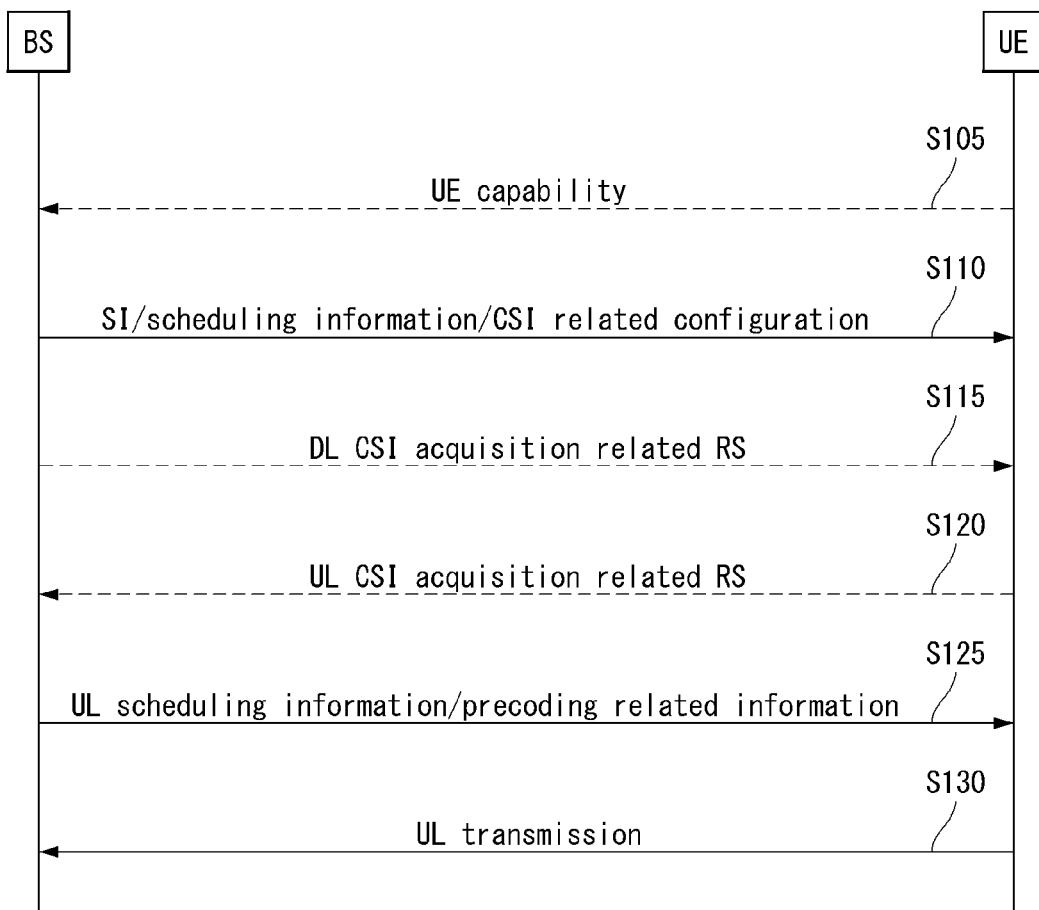 BS
UE
S105
UE capability
S110
SI/scheduling information/CSI related configuration
S115
DL CSI acquisition related RS
S120
UL CSI acquisition related RS
S125
UL scheduling information/precoding related information
S130
UL transmission